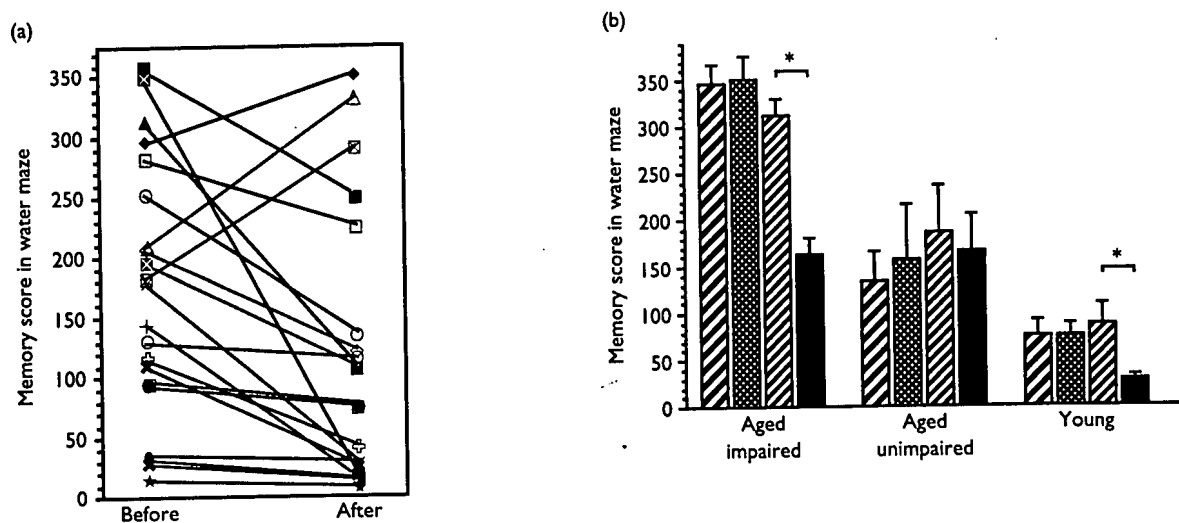 (a)
Memory score in water maze
350
300
250
200
150
100
50
0
Before
After
(b)
Memory score in water maze
350
300
250
200
150
100
50
0
*
*
Aged
impaired
Aged
unimpaired
Young